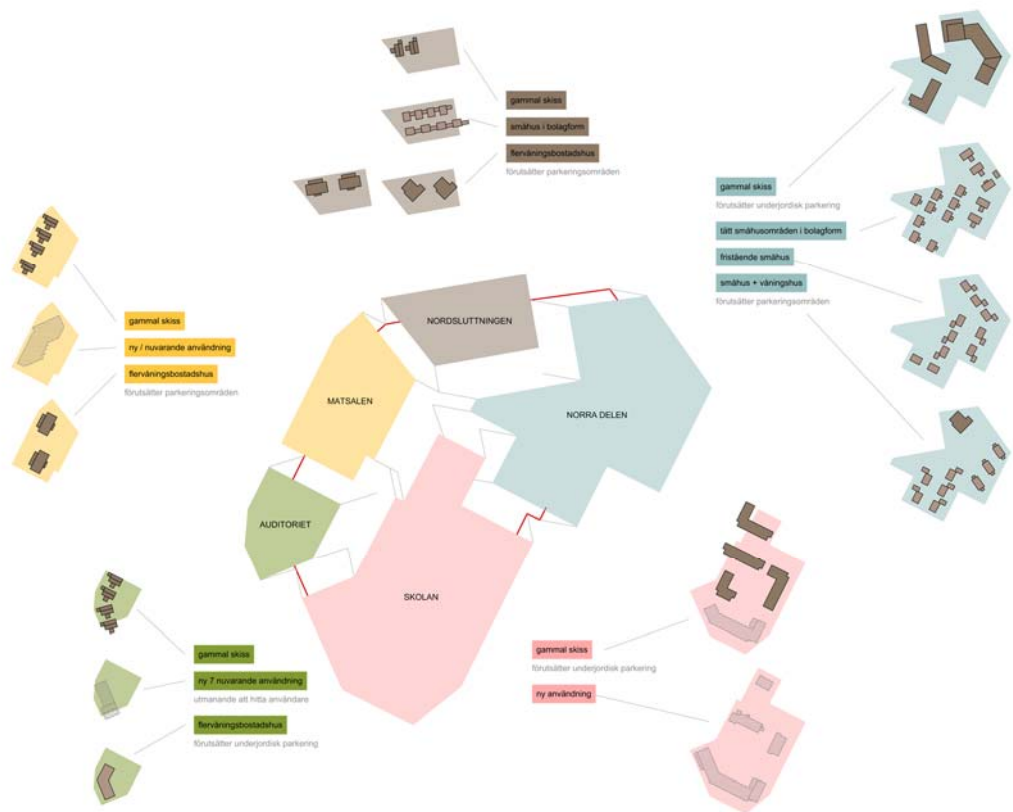 gammal skiss
småhus i bolagform
flervåningsbostadshus
förutsätter parkeringsområden
gammal skiss
förutsätter underjordisk parkering
tätt småhusområden i bolagform
fristående småhus
småhus + våningshus
förutsätter parkeringsområden
gammal skiss
ny / nuvarande användning
flervåningsbostadshus
förutsätter parkeringsområden
NORDSLUTTNINGEN
MATSALEN
NORRA DELEN
AUDITORIET
SKOLAN
gammal skiss
ny 7 nuvarande användning
utmanande att hitta användare
flervåningsbostadshus
förutsätter underjordisk parkering
gammal skiss
förutsätter underjordisk parkering
ny användning